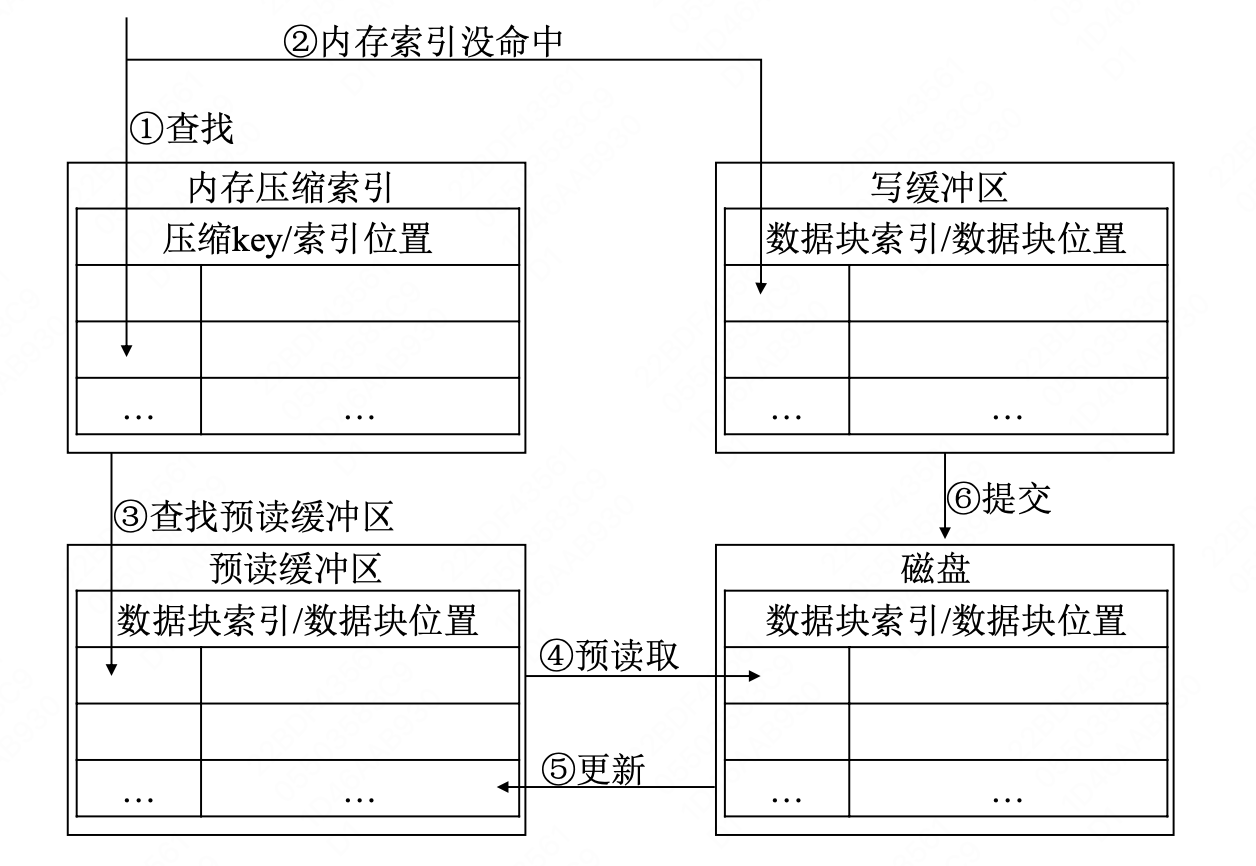 ②内存索引没命中
①查找
内存压缩索引
压缩key/索引位置
… …
写缓冲区
数据块索引/数据块位置
… …
③查找预读缓冲区
⑥提交
预读缓冲区
数据块索引/数据块位置
… …
④预读取
⑤更新
磁盘
数据块索引/数据块位置
… …